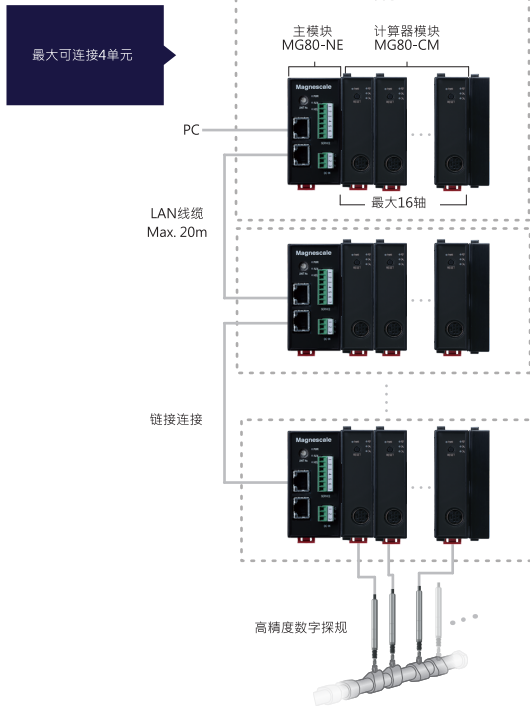 最大可连接4单元
主模块
MG80-NE
计算器模块
MG80-CM
Magnescale
PC
最大16轴
LAN线缆
Max. 20m
Magnescale
链接连接
Magnescale
高精度数字探规